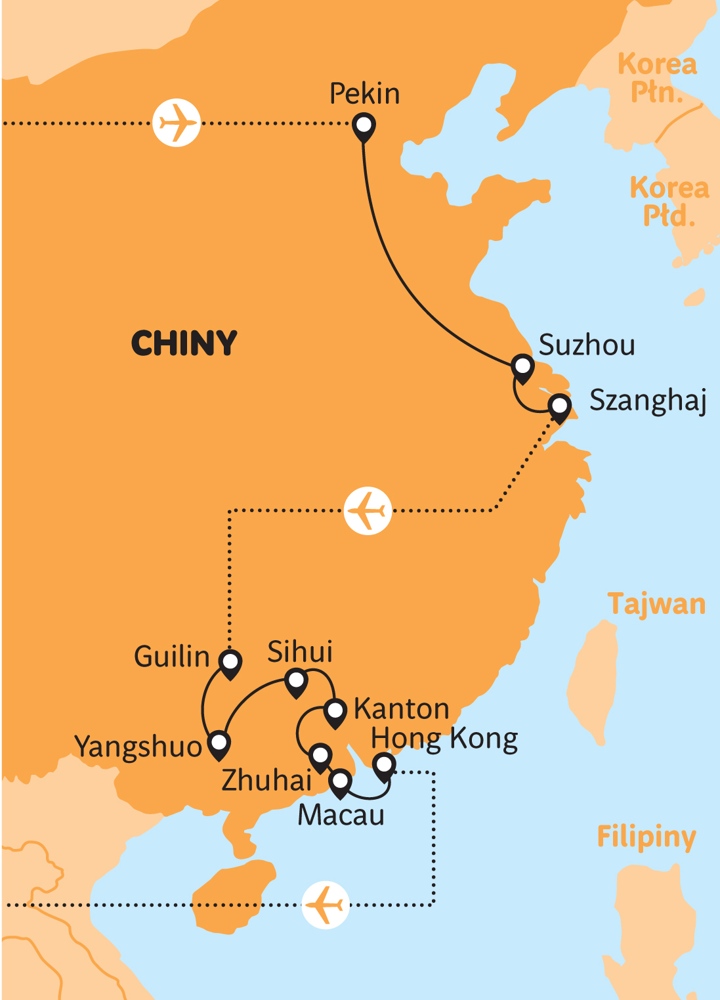 Korea
Płn.
Pekin
Korea
Płd.
CHINY
Suzhou
Szanghaj
Tajwan
Guilin
Sihui
Kanton
Hong Kong
Yangshuo
Zhuhai
Macau
Filipiny